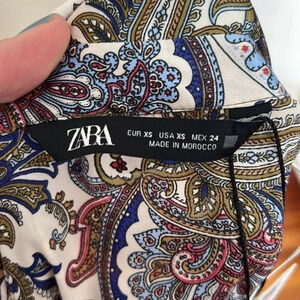 ZARA
EUR XS USA XS MEX 24
MADE IN MOROCCO